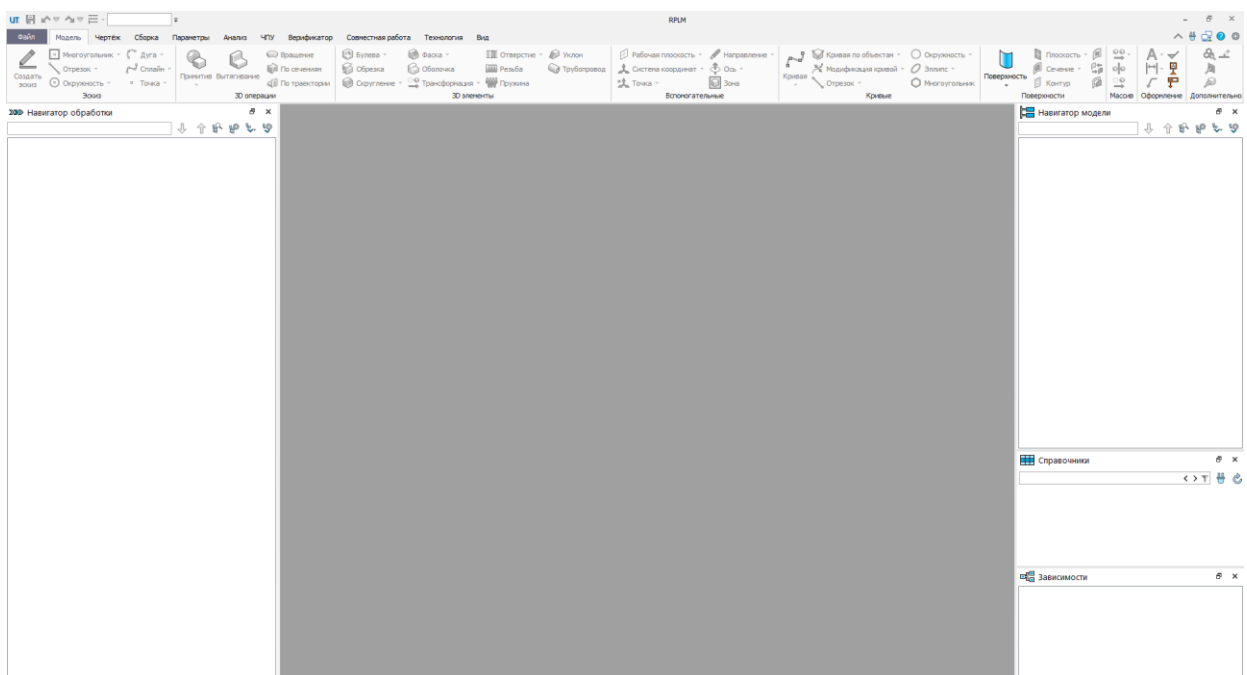 UT RPLM
Файл Модель Чертёж Сборка Параметры Анализ ЧПУ Верификатор Совместная работа Технология Вид
Многоугольник Дуга Вращение Булева Фаска Отверстие Уклон Рабочая плоскость Направление Кривая по объектам Окружность Плоскость
Создать эскиз Отрезок Сплайн Примитив Вытягивание По сечениям Обрезка Оболочка Резьба Трубопровод Система координат Ось Кривая Модификация кривой Эллипс Поверхность Сечение
Окружность Точка По траектории Скругление Трансформация Пружина Точка Зона Отрезок Многоугольник Контур
Эскиз 3D операции 3D элементы Вспомогательные Кривые Поверхности Массив Оформление Дополнительно
Навигатор обработки Навигатор модели
Справочники
Зависимости